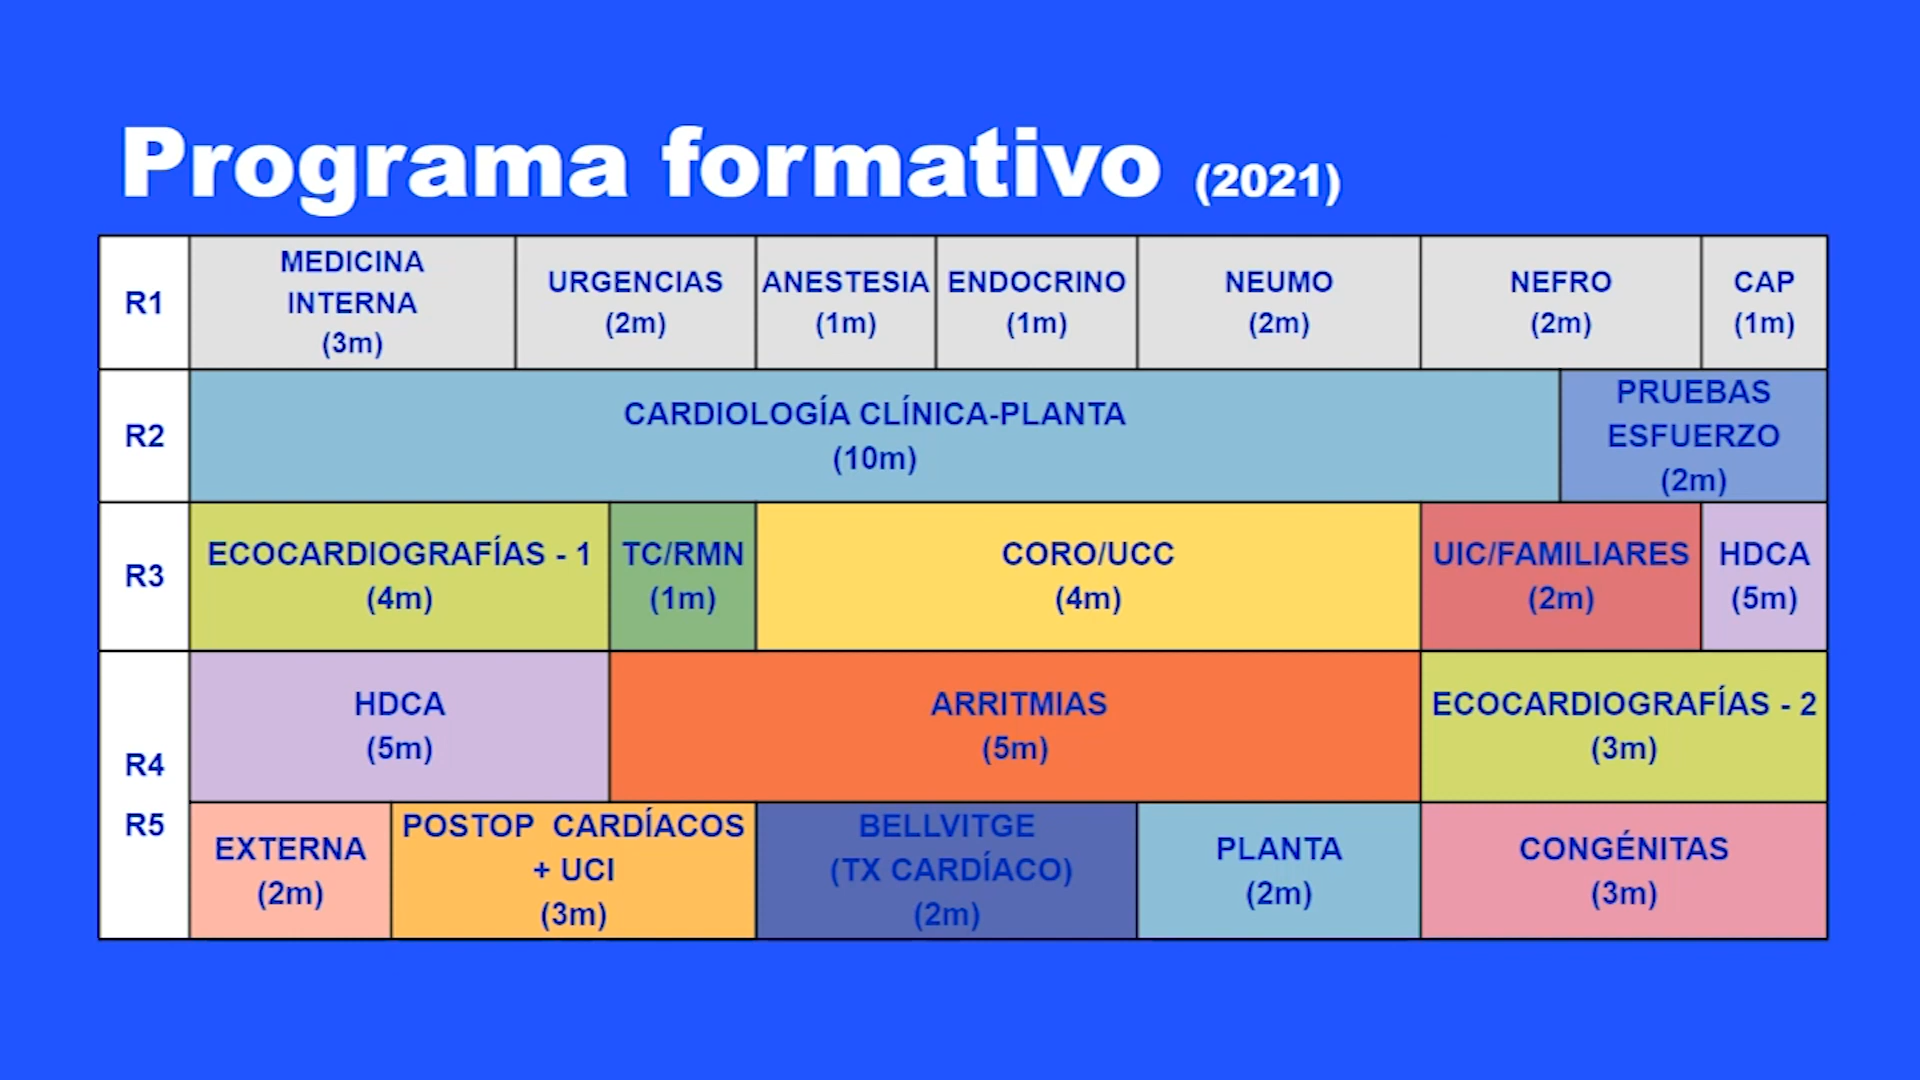 Programa formativo (2021)
R1
MEDICINA
INTERNA
(3m)
URGENCIAS
(2m)
ANESTESIA
(1m)
ENDOCRINO
(1m)
NEUMO
(2m)
NEFRO
(2m)
CAP
(1m)
R2
CARDIOLOGÍA CLÍNICA-PLANTA
(10m)
PRUEBAS
ESFUERZO
(2m)
R3
ECOCARDIOGRAFÍAS - 1
(4m)
TC/RMN
(1m)
CORO/UCC
(4m)
UIC/FAMILIARES
(2m)
HDCA
(5m)
R4
HDCA
(5m)
ARRITMIAS
(5m)
ECOCARDIOGRAFÍAS - 2
(3m)
R5
EXTERNA
(2m)
POSTOP CARDÍACOS
+ UCI
(3m)
BELLVITGE
(TX CARDÍACO)
(2m)
PLANTA
(2m)
CONGÉNITAS
(3m)